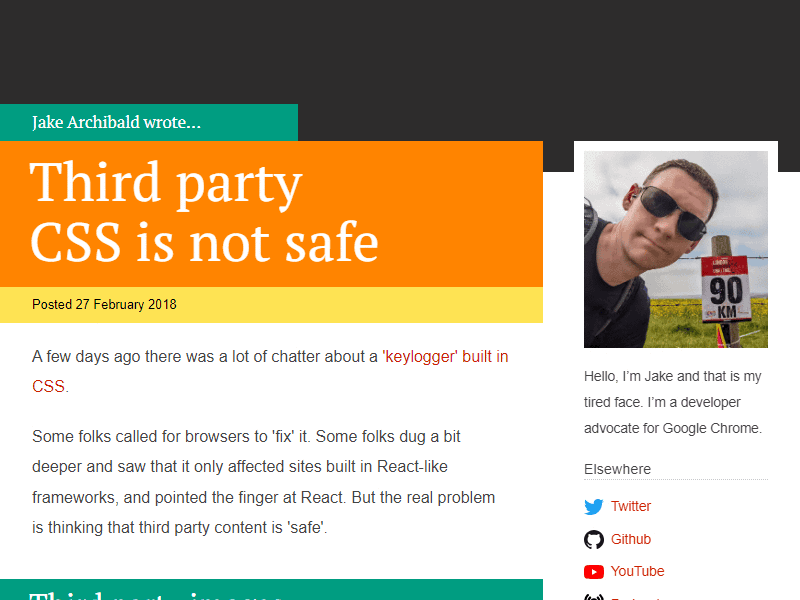 Jake Archibald wrote...
Third party
CSS is not safe
Posted 27 February 2018
A few days ago there was a lot of chatter about a 'keylogger' built in
CSS.
Some folks called for browsers to 'fix' it. Some folks dug a bit
deeper and saw that it only affected sites built in React-like
frameworks, and pointed the finger at React. But the real problem
is thinking that third party content is 'safe'.
Third party images
90
KM
Hello, I’m Jake and that is my
tired face. I’m a developer
advocate for Google Chrome.
Elsewhere
Twitter
Github
YouTube